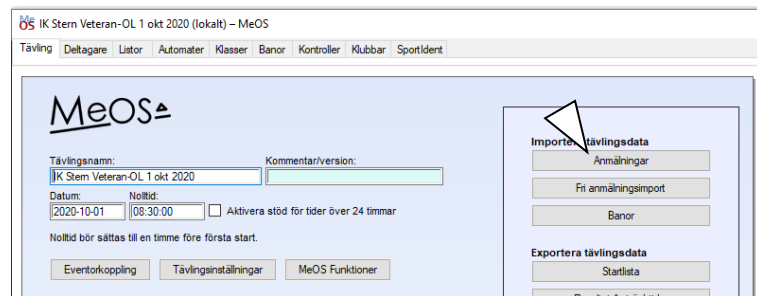 MeOS IK Stern Veteran-OL 1 okt 2020 (lokalt) – MeOS
Tävling Deltagare Listor Automater Klasser Banor Kontroller Klubbar SportIdent
MeOS
Importera tävlingsdata
Anmälningar
Tävlingsnamn: Kommentar/version:
IK Stern Veteran-OL 1 okt 2020
Fri anmälningsimport
Datum: Nolltid:
2020-10-01 08:30:00 Aktivera stöd för tider över 24 timmar
Banor
Nolltid bör sättas till en timme före första start.
Exportera tävlingsdata
Eventorkoppling Tävlingsinställningar MeOS Funktioner
Startlista